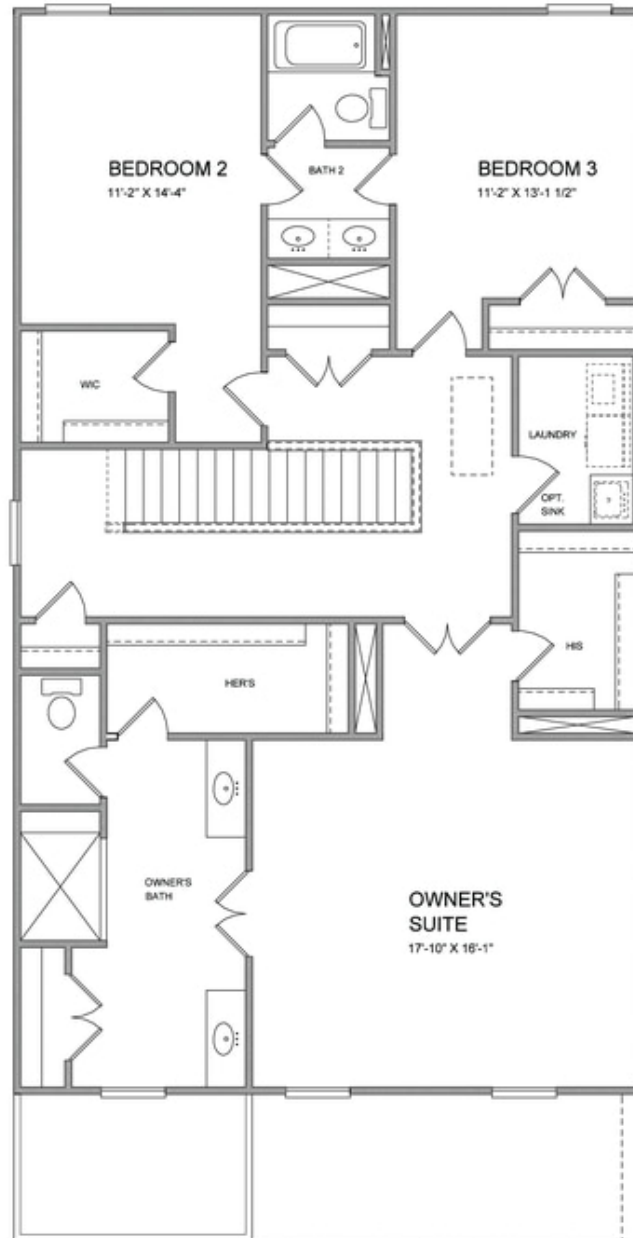 BEDROOM 2
11'-2" X 14'-4"
BATH 2
BEDROOM 3
11'-2" X 13'-1 1/2"
WIC
LAUNDRY
OPT.
SINK
?
HIS
HER'S
OWNER'S
BATH
OWNER'S
SUITE
17'-10" X 16'-1"